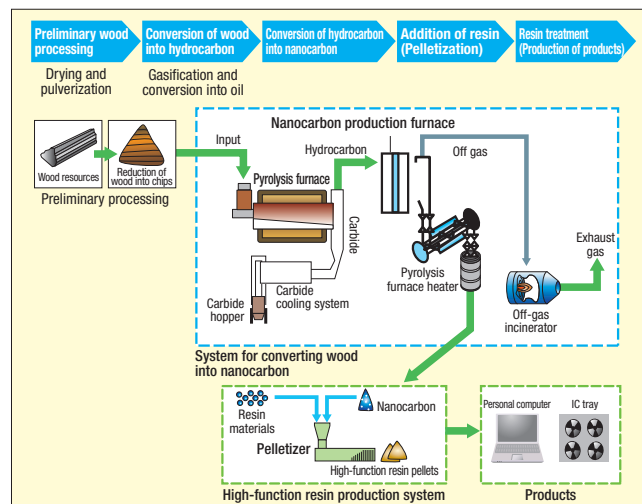 Preliminary wood
processing
Conversion of wood
into hydrocarbon
Conversion of hydrocarbon
into nanocarbon
Addition of resin
(Pelletization)
Resin treatment
(Production of products)
Drying and
pulverization
Gasification and
conversion into oil
Nanocarbon production furnace
Input
Hydrocarbon
Off gas
Wood resources
Reduction of
wood into chips
Preliminary processing
Pyrolysis furnace
Carbide
Pyrolysis
furnace heater
Exhaust
gas
Carbide
cooling system
Carbide
hopper
Off-gas
incinerator
System for converting wood
into nanocarbon
Resin
materials
Nanocarbon
Pelletizer
High-function resin pellets
High-function resin production system
Personal computer
IC tray
Products